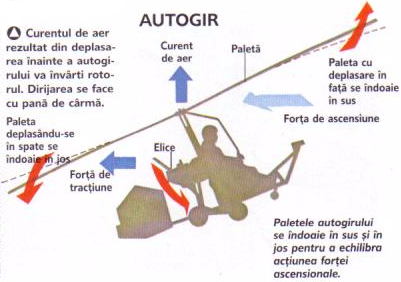 AUTOGIR
A Curentul de aer
rezultat din deplasa-
rea înainte a autogi-
rului va învârti roto-
rul. Dirijarea se face
cu pană de cârmă.
Curent
de aer
Paletă
Paleta cu
deplasare în
față se îndoaie
în sus
Forța de ascensiune
Paleta
deplasându-se
în spate se
îndoaie în jos
Elice
Forță de
tracțiune
Paletele autogirului
se îndoaie în sus și în
jos pentru a echilibra
acțiunea forței
ascensionale.